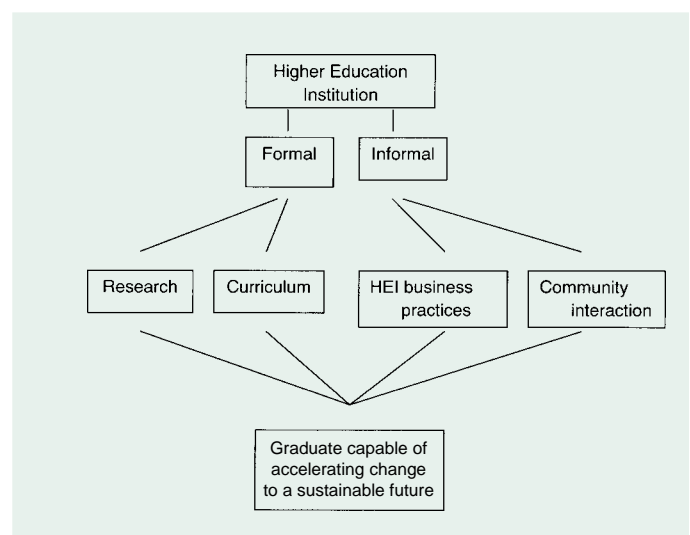 Higher Education
Institution
Formal
Informal
Research
Curriculum
HEI business
practices
Community
interaction
Graduate capable of
accelerating change
to a sustainable future